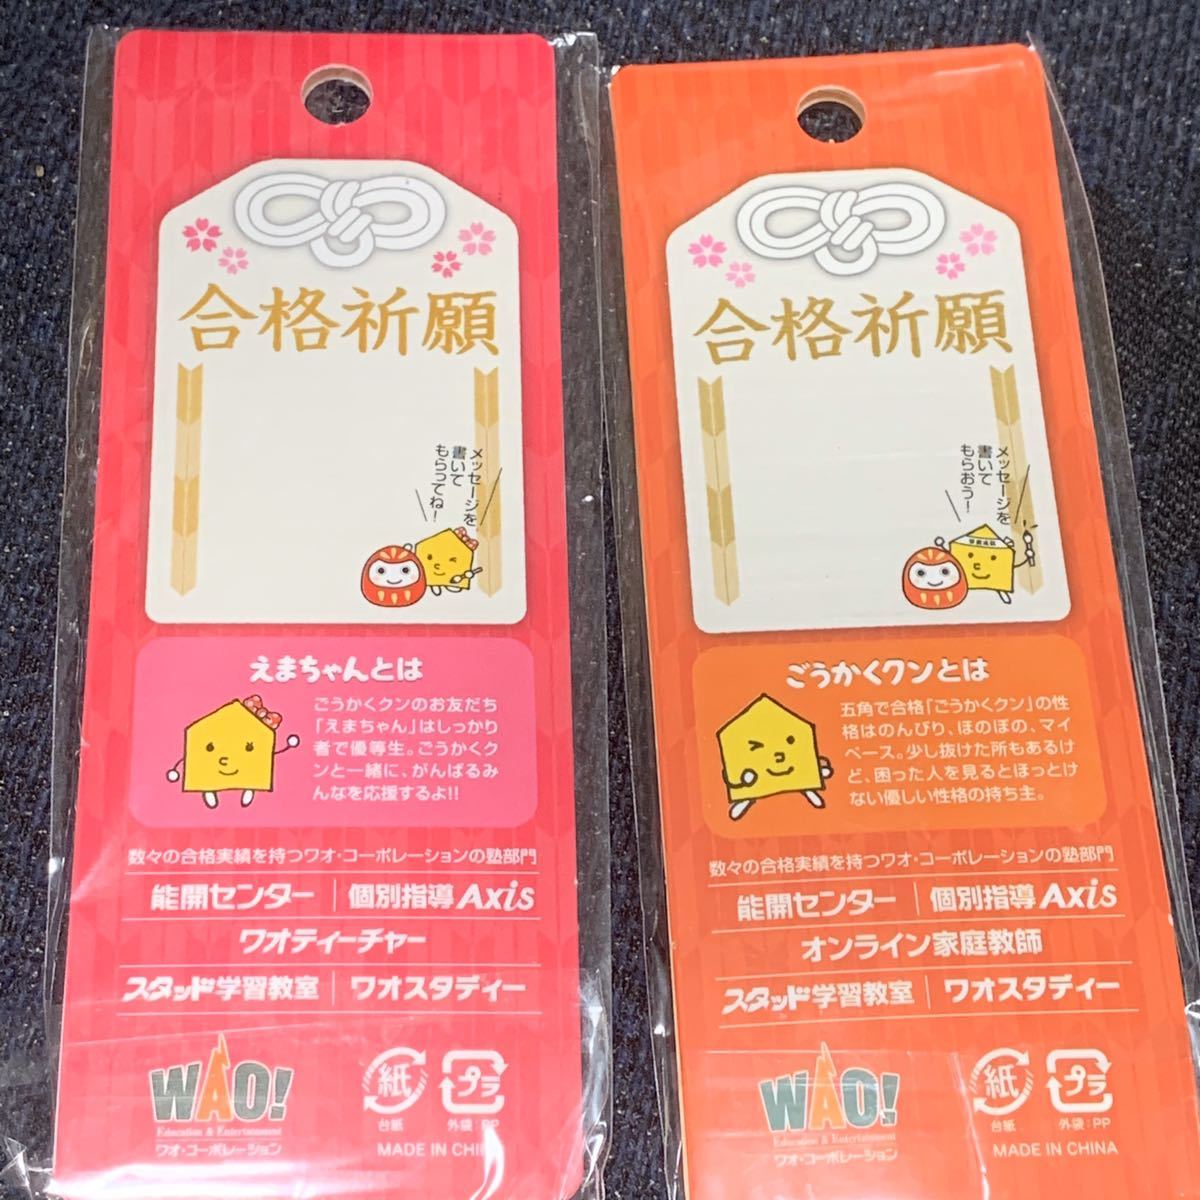 合格祈願
メッセージを
書いて
もらってね!
えまちゃんとは
ごうかくクンのお友だち
「えまちゃん」はしっかり
者で優等生。ごうかくク
ンと一緒に、がんばるみ
んなを応援するよ!!
数々の合格実績を持つワオ・コーポレーションの塾部門
能開センター 個別指導Axis
ワオティーチャー
スタッド学習教室 ワオスタディー
WAO!
Education & Entertainment
ワオ・コーポレーション
紙
台紙
プラ
外袋:PP
MADE IN CHINA
合格祈願
メッセージを
書いて
もらおう!
ごうかくクンとは
五角で合格「ごうかくクン」の性
格はのんびり、ほのぼの、マイ
ペース。少し抜けた所もあるけ
ど、困った人を見るとほっとけ
ない優しい性格の持ち主。
数々の合格実績を持つワオ・コーポレーションの塾部門
能開センター 個別指導Axis
オンライン家庭教師
スタッド学習教室 ワオスタディー
WAO!
Education & Entertainment
ワオ・コーポレーション
紙
台紙
プラ
外袋:PP
MADE IN CHINA